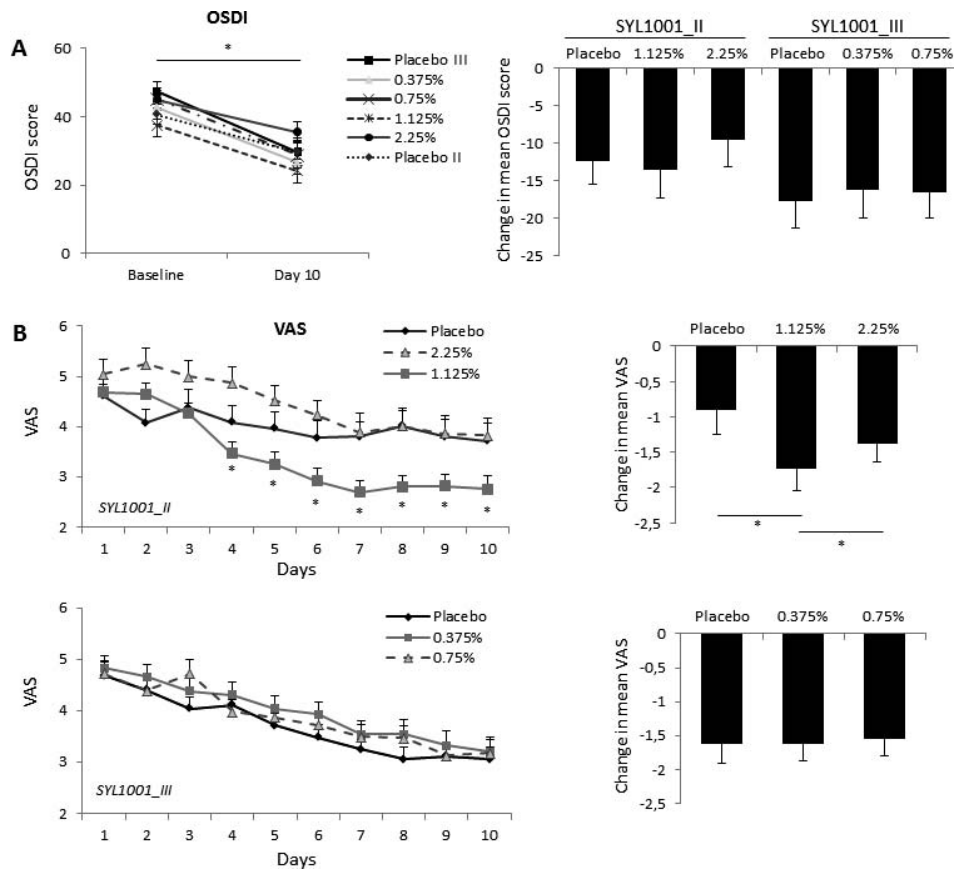 A
OSDI
OSDI score
60
40
20
0
Baseline Day 10
*
Placebo III
0.375%
0.75%
1.125%
2.25%
Placebo II
SYL1001_II SYL1001_III
Placebo 1.125% 2.25% Placebo 0.375% 0.75%
Change in mean OSDI score
0
-5
-10
-15
-20
-25
B
VAS
VAS
6
5
4
3
2
Placebo
2.25%
1.125%
* * * * * * *
SYL1001_II
1 2 3 4 5 6 7 8 9 10
Days
Placebo 1.125% 2.25%
Change in mean VAS
0
-0,5
-1
-1,5
-2
-2,5
* *
VAS
6
5
4
3
2
Placebo
0.375%
0.75%
SYL1001_III
1 2 3 4 5 6 7 8 9 10
Days
Placebo 0.375% 0.75%
Change in mean VAS
0
-0,5
-1
-1,5
-2
-2,5